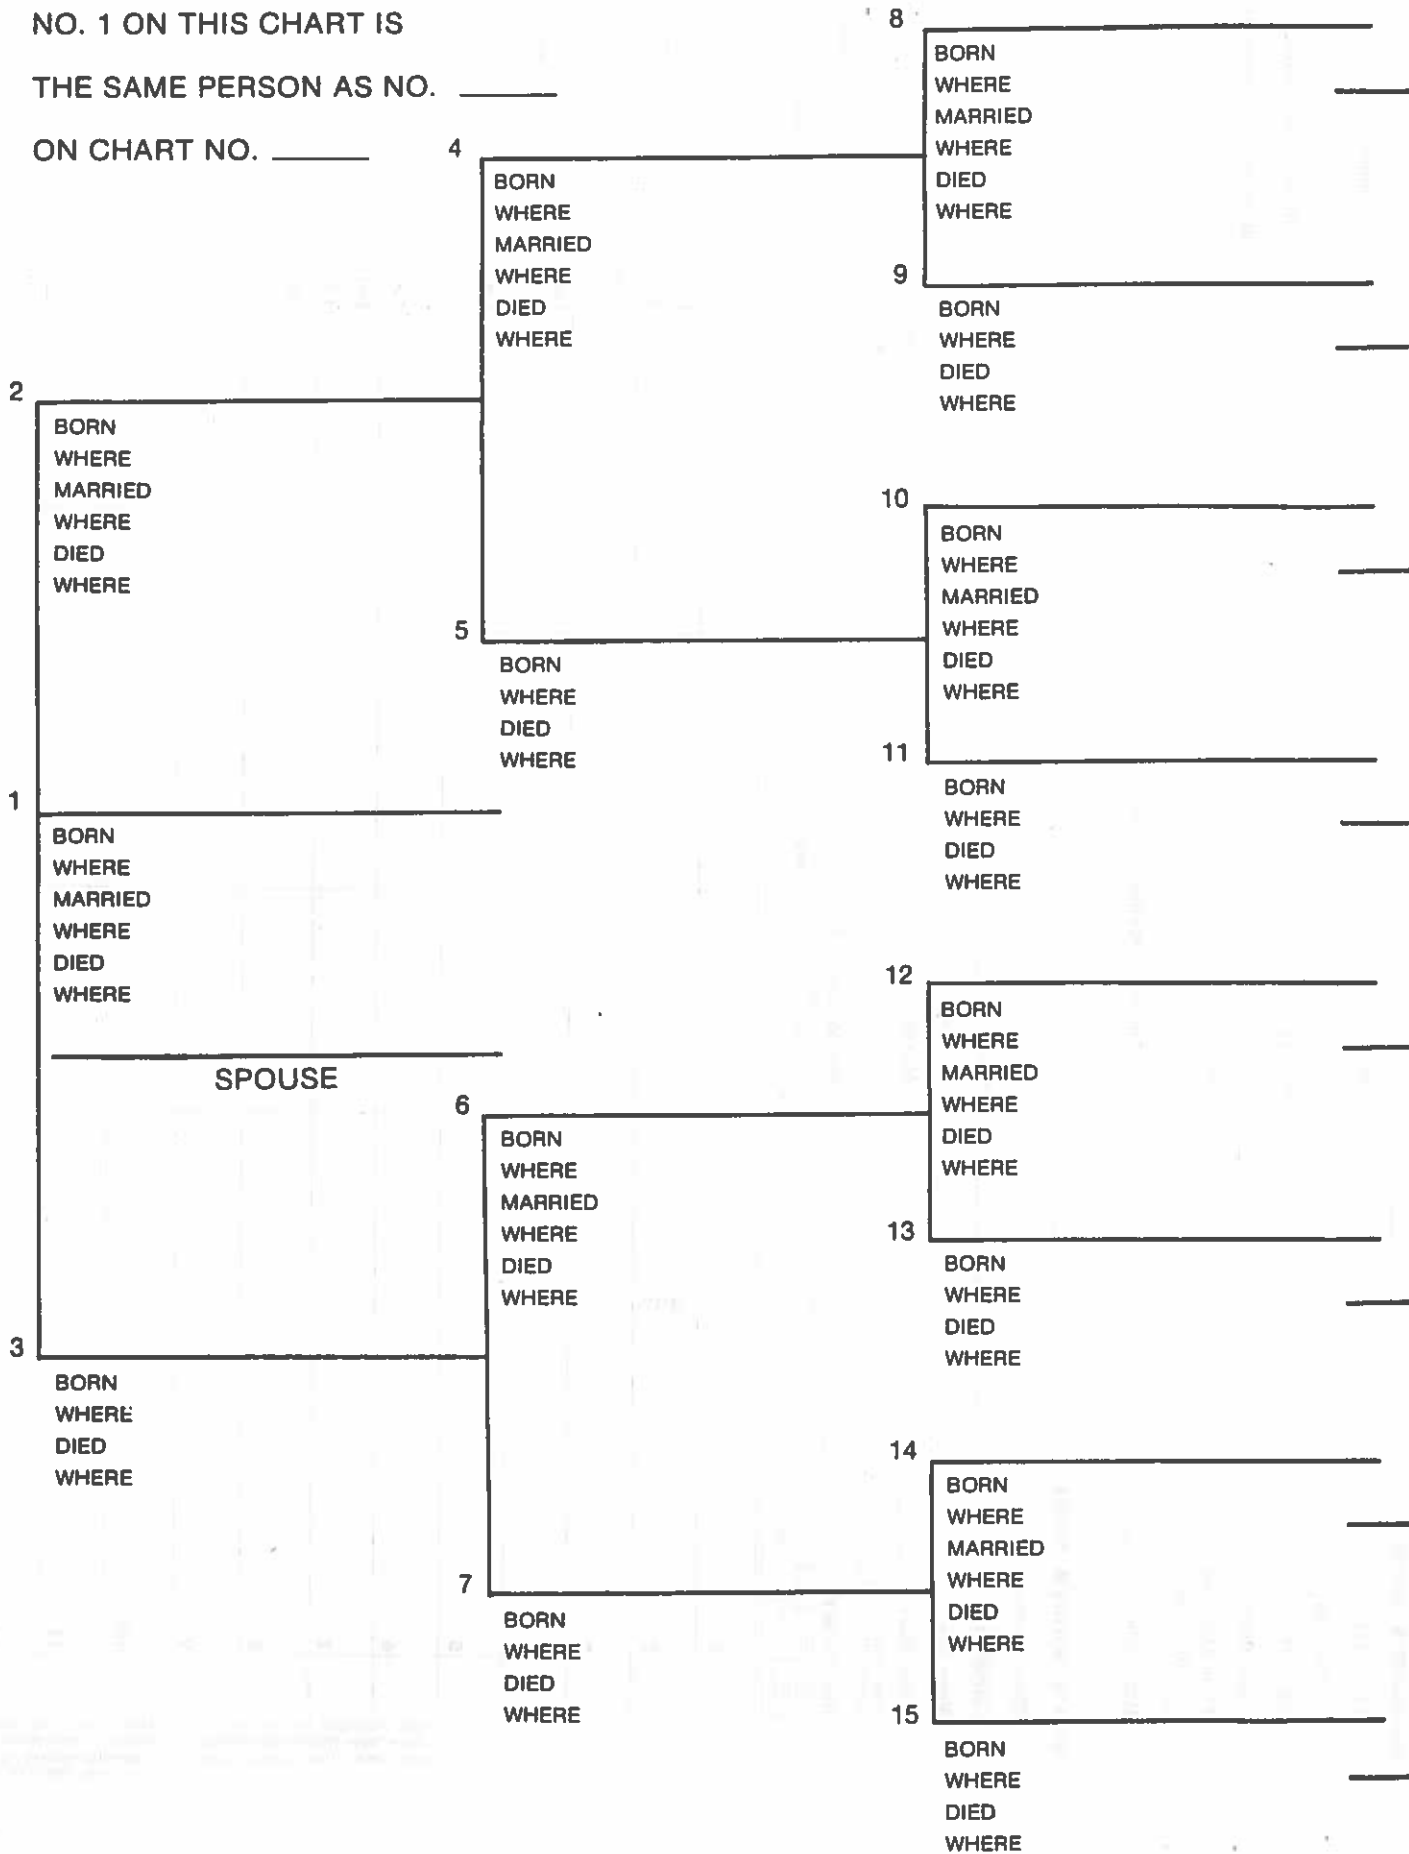 NO. 1 ON THIS CHART IS
THE SAME PERSON AS NO.
ON CHART NO.
2
BORN
WHERE
MARRIED
WHERE
DIED
WHERE
1
BORN
WHERE
MARRIED
WHERE
DIED
WHERE
SPOUSE
3
BORN
WHERE
DIED
WHERE
4
BORN
WHERE
MARRIED
WHERE
DIED
WHERE
5
BORN
WHERE
DIED
WHERE
6
BORN
WHERE
MARRIED
WHERE
DIED
WHERE
7
BORN
WHERE
DIED
WHERE
8
BORN
WHERE
MARRIED
WHERE
DIED
WHERE
9
BORN
WHERE
DIED
WHERE
10
BORN
WHERE
MARRIED
WHERE
DIED
WHERE
11
BORN
WHERE
DIED
WHERE
12
BORN
WHERE
MARRIED
WHERE
DIED
WHERE
13
BORN
WHERE
DIED
WHERE
14
BORN
WHERE
MARRIED
WHERE
DIED
WHERE
15
BORN
WHERE
DIED
WHERE